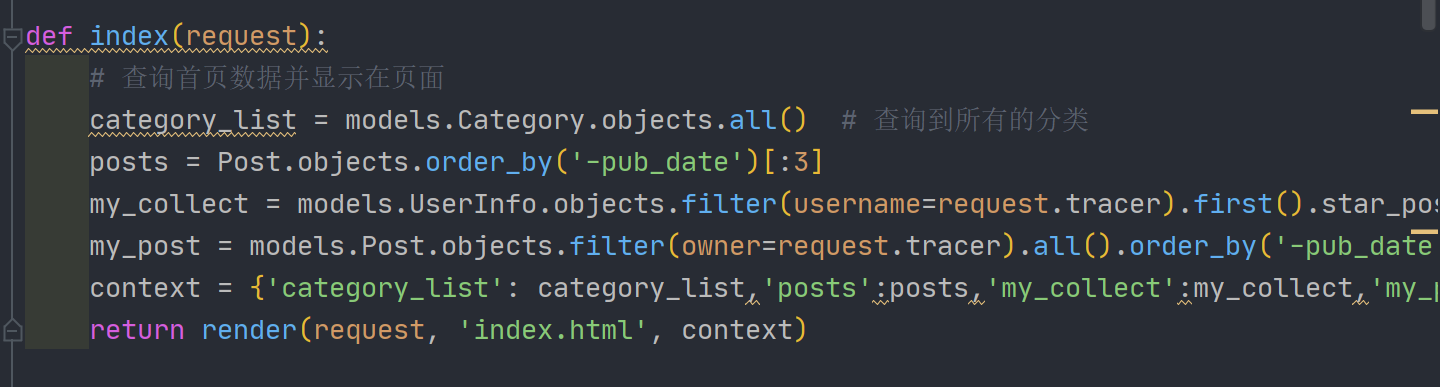 def index(request):
# 查询首页数据并显示在页面
category_list = models.Category.objects.all()  # 查询到所有的分类
posts = Post.objects.order_by('-pub_date')[:3]
my_collect = models.UserInfo.objects.filter(username=request.tracer).first().star_pos
my_post = models.Post.objects.filter(owner=request.tracer).all().order_by('-pub_date
context = {'category_list': category_list,'posts':posts,'my_collect':my_collect,'my_p
return render(request, 'index.html', context)